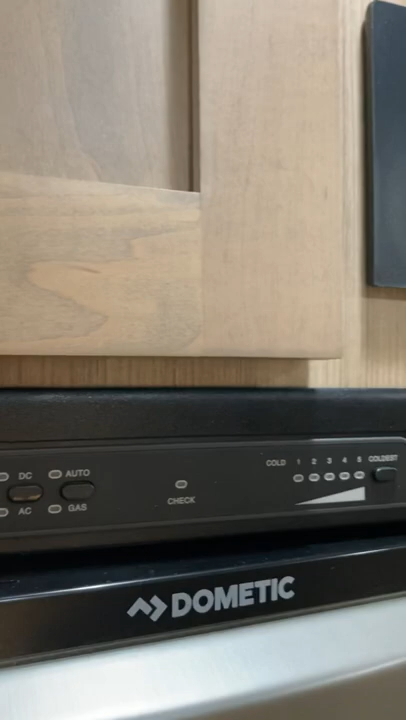 DC AUTO
AC GAS
CHECK
COLD 1 2 3 4 5 COLDEST
DOMETIC